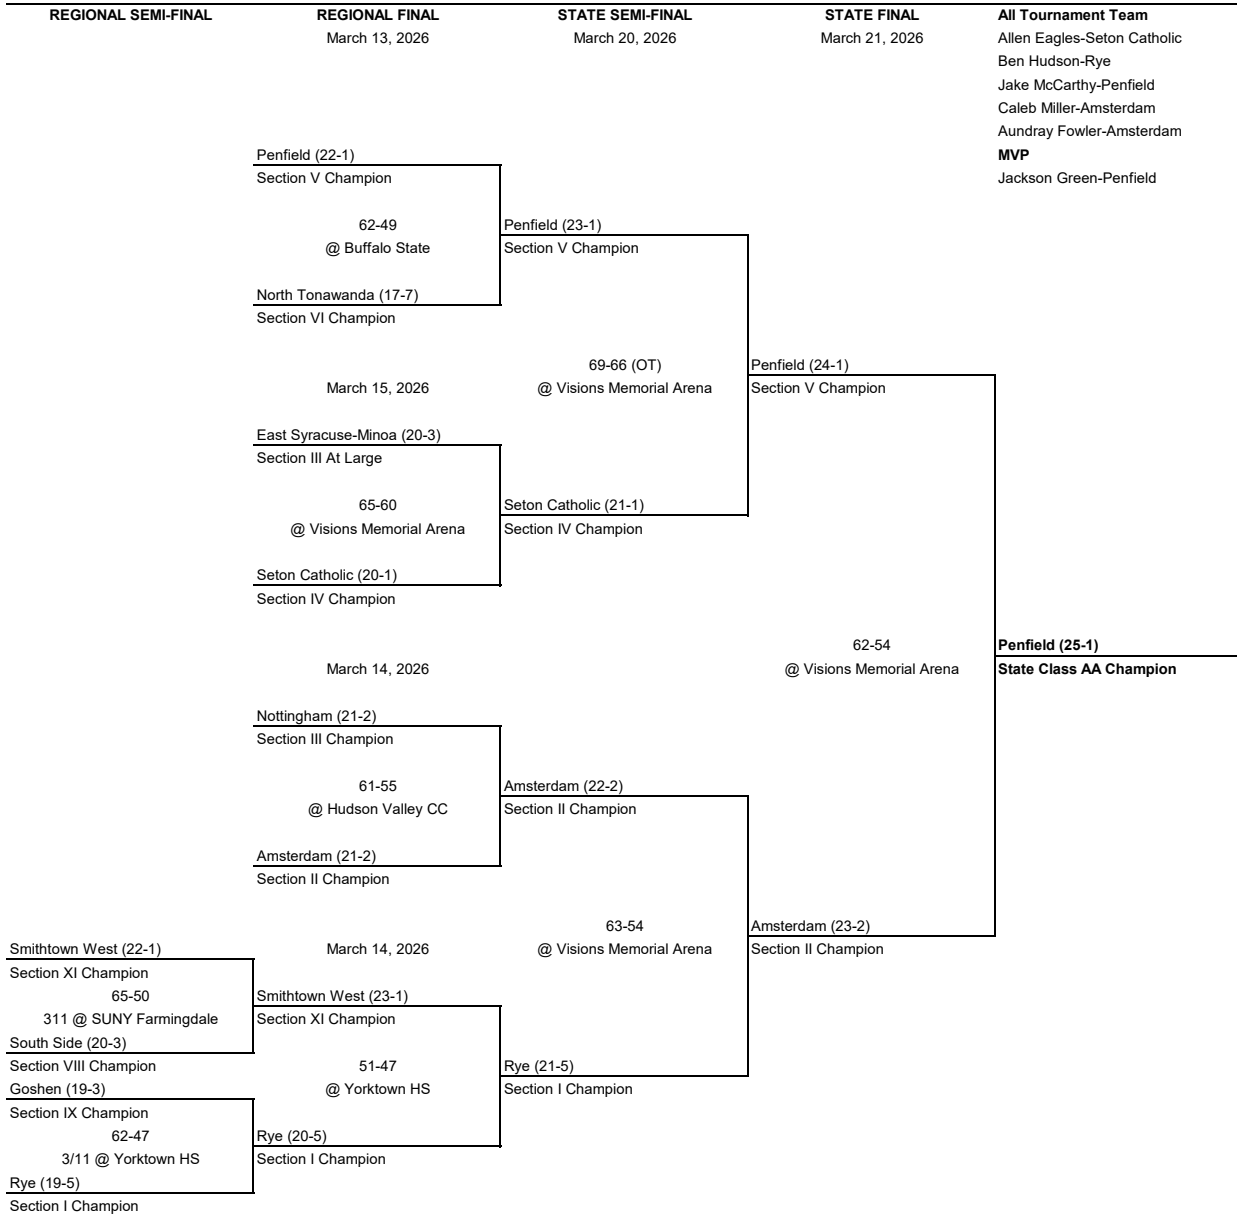 REGIONAL SEMI-FINAL
REGIONAL FINAL
March 13, 2026
STATE SEMI-FINAL
March 20, 2026
STATE FINAL
March 21, 2026
All Tournament Team
Allen Eagles-Seton Catholic
Ben Hudson-Rye
Jake McCarthy-Penfield
Caleb Miller-Amsterdam
Aundray Fowler-Amsterdam
MVP
Jackson Green-Penfield
Penfield (22-1)
Section V Champion
62-49
@ Buffalo State
Penfield (23-1)
Section V Champion
North Tonawanda (17-7)
Section VI Champion
69-66 (OT)
@ Visions Memorial Arena
Penfield (24-1)
Section V Champion
March 15, 2026
East Syracuse-Minoa (20-3)
Section III At Large
65-60
@ Visions Memorial Arena
Seton Catholic (21-1)
Section IV Champion
Seton Catholic (20-1)
Section IV Champion
62-54
@ Visions Memorial Arena
Penfield (25-1)
State Class AA Champion
March 14, 2026
Nottingham (21-2)
Section III Champion
61-55
@ Hudson Valley CC
Amsterdam (22-2)
Section II Champion
Amsterdam (21-2)
Section II Champion
63-54
@ Visions Memorial Arena
Amsterdam (23-2)
Section II Champion
Smithtown West (22-1)
Section XI Champion
65-50
311 @ SUNY Farmingdale
South Side (20-3)
Section VIII Champion
March 14, 2026
Smithtown West (23-1)
Section XI Champion
51-47
@ Yorktown HS
Rye (21-5)
Section I Champion
Goshen (19-3)
Section IX Champion
62-47
3/11 @ Yorktown HS
Rye (20-5)
Section I Champion
Rye (19-5)
Section I Champion